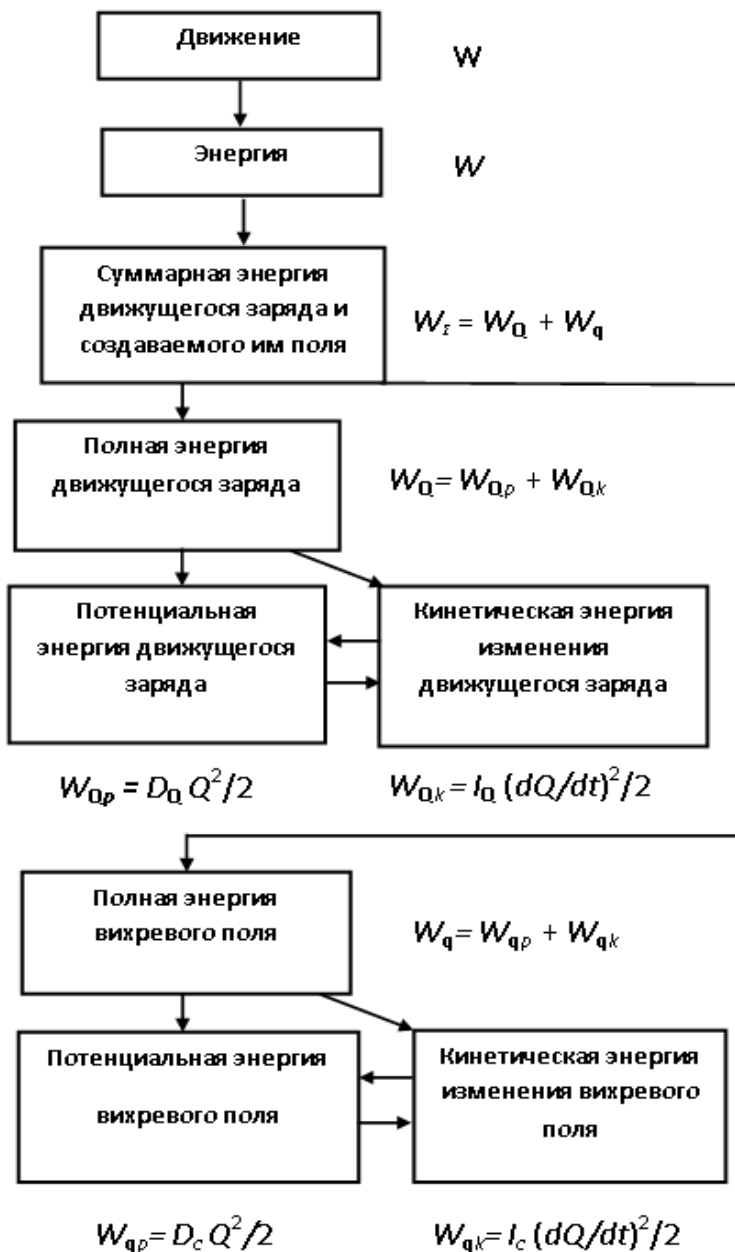 Движение
W
Энергия
W
Суммарная энергия
движущегося заряда и
создаваемого им поля
W_Σ = W_Q + W_q
Полная энергия
движущегося заряда
W_Q = W_Qp + W_Qk
Потенциальная
энергия движущегося
заряда
Кинетическая энергия
изменения
движущегося заряда
W_Qp = D_Q Q²/2
W_Qk = I_Q (dQ/dt)²/2
Полная энергия
вихревого поля
W_q = W_qp + W_qk
Потенциальная энергия
вихревого поля
Кинетическая энергия
изменения вихревого
поля
W_qp = D_c Q²/2
W_qk = I_c (dQ/dt)²/2